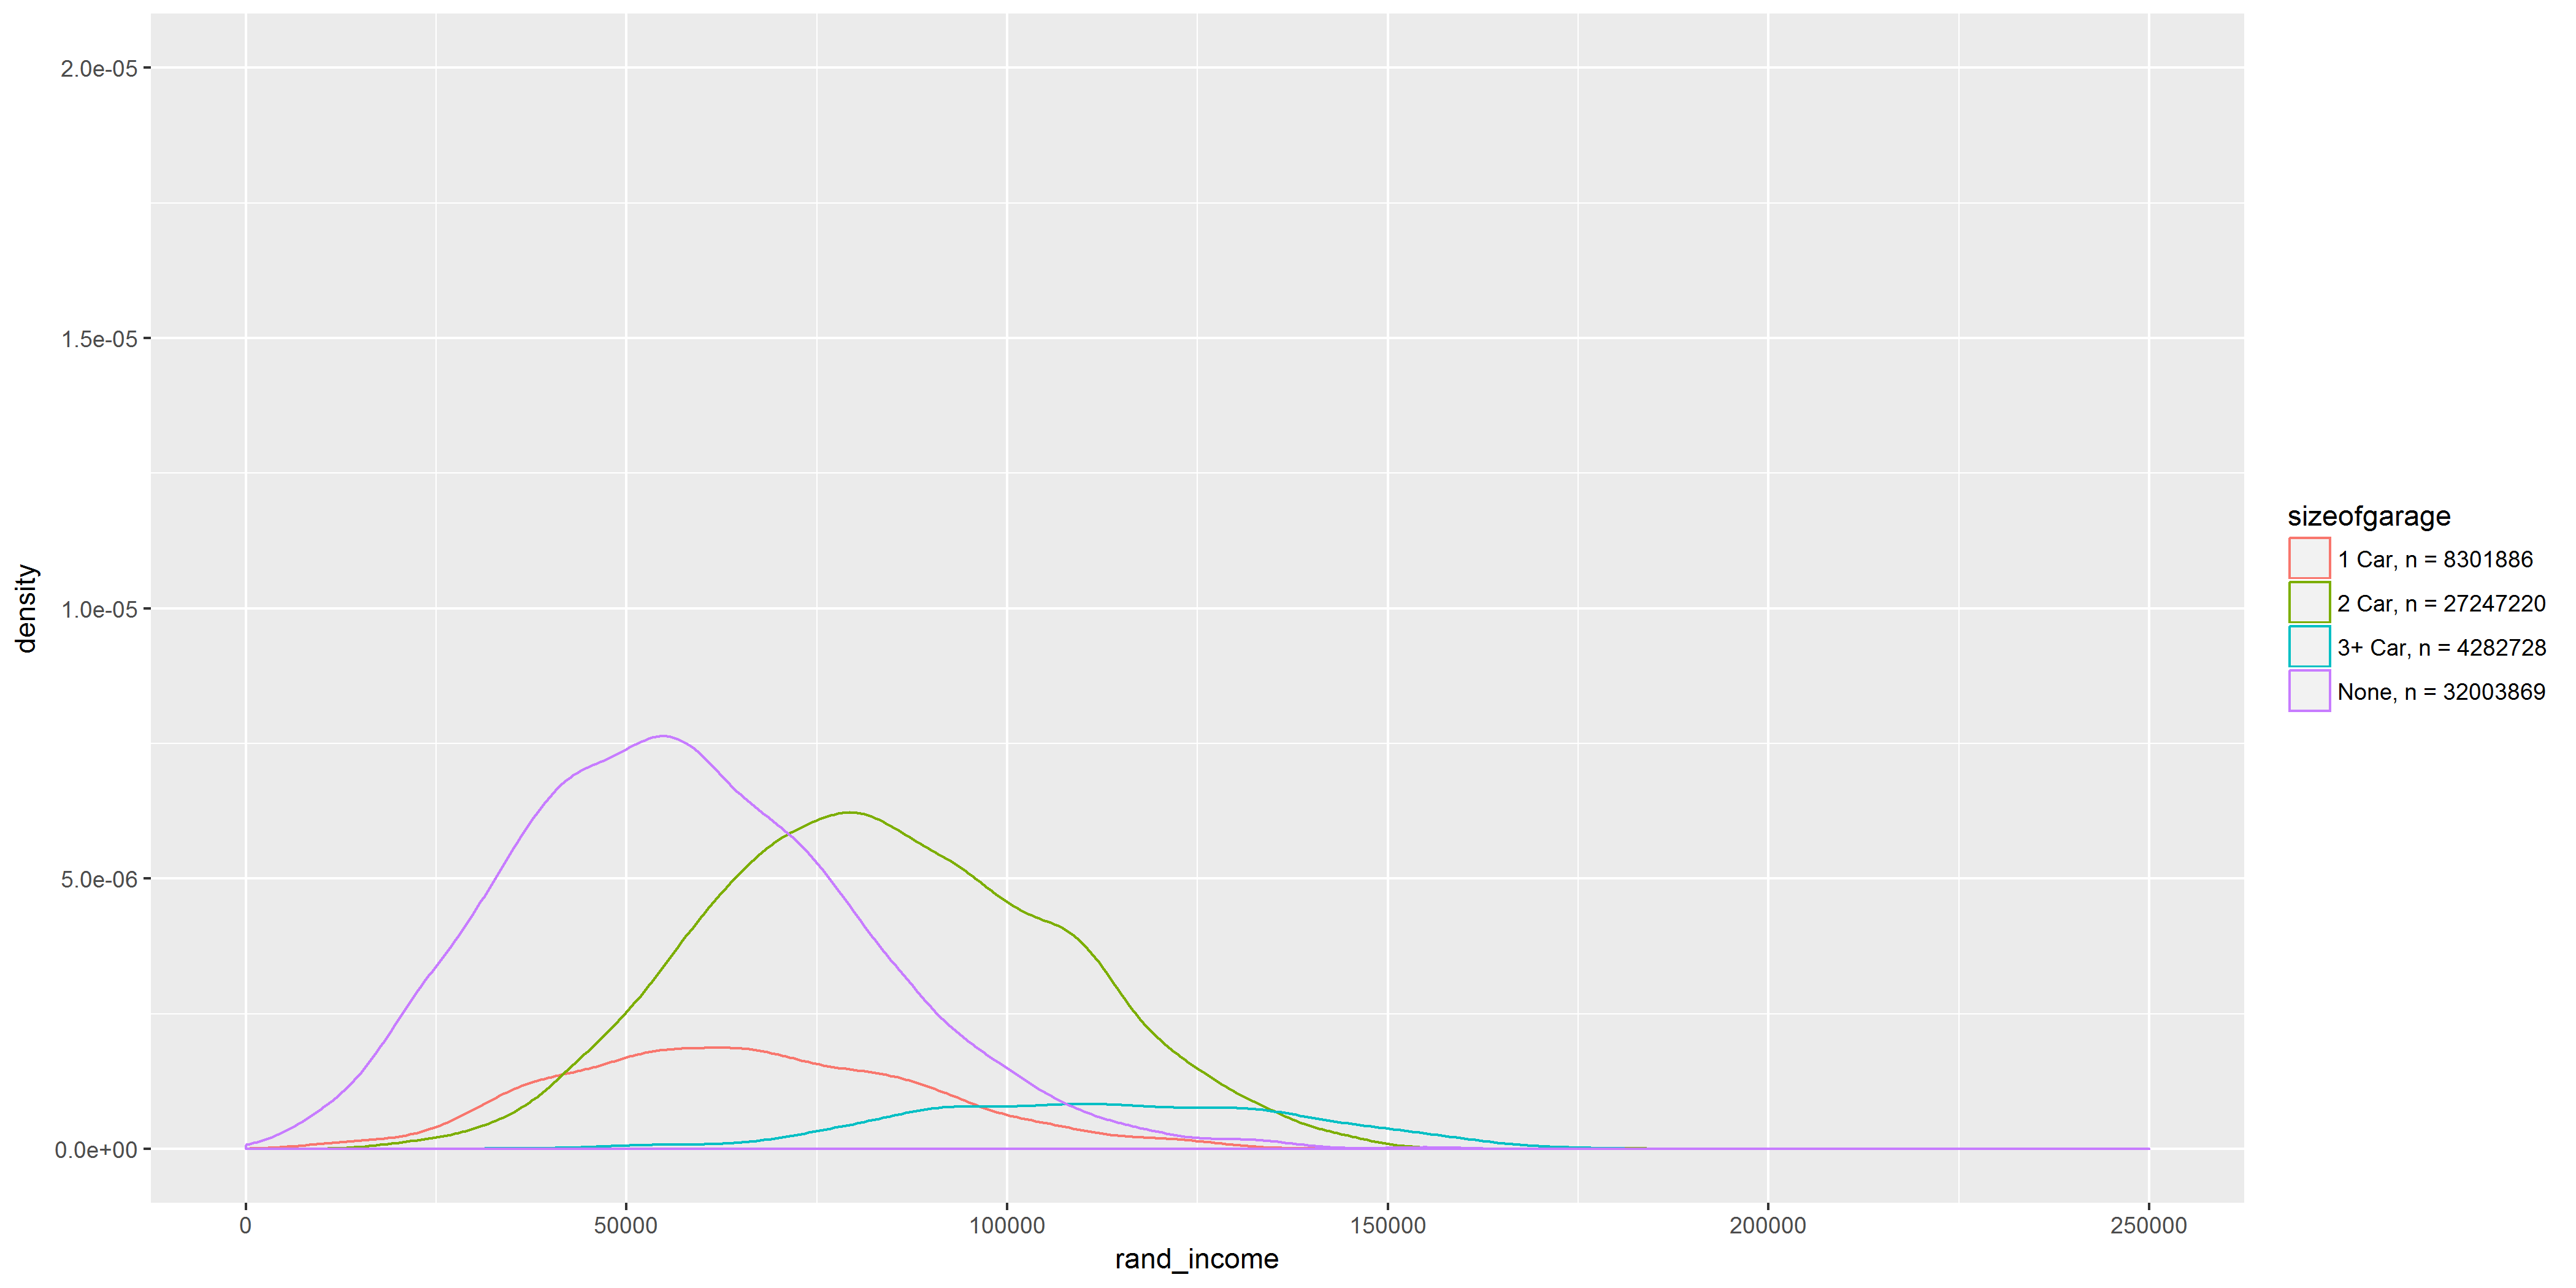 2.0e-05
1.5e-05
1.0e-05
5.0e-06
0.0e+00
density
0 50000 100000 150000 200000 250000
rand_income
sizeofgarage
1 Car, n = 8301886
2 Car, n = 27247220
3+ Car, n = 4282728
None, n = 32003869